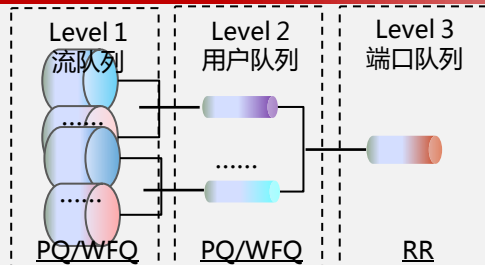 Level 1
流队列
Level 2
用户队列
Level 3
端口队列
......
......
......
PQ/WFQ
PQ/WFQ
RR